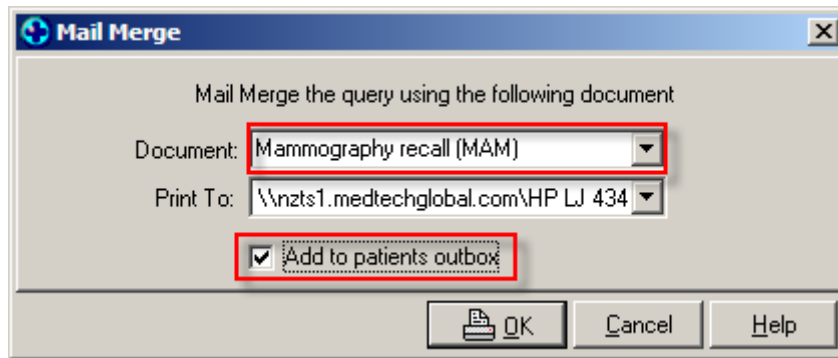 Mail Merge
Mail Merge the query using the following document
Document: Mammography recall (MAM)
Print To: \\nzts1.medtechglobal.com\HP LJ 434
Add to patients outbox
OK Cancel Help